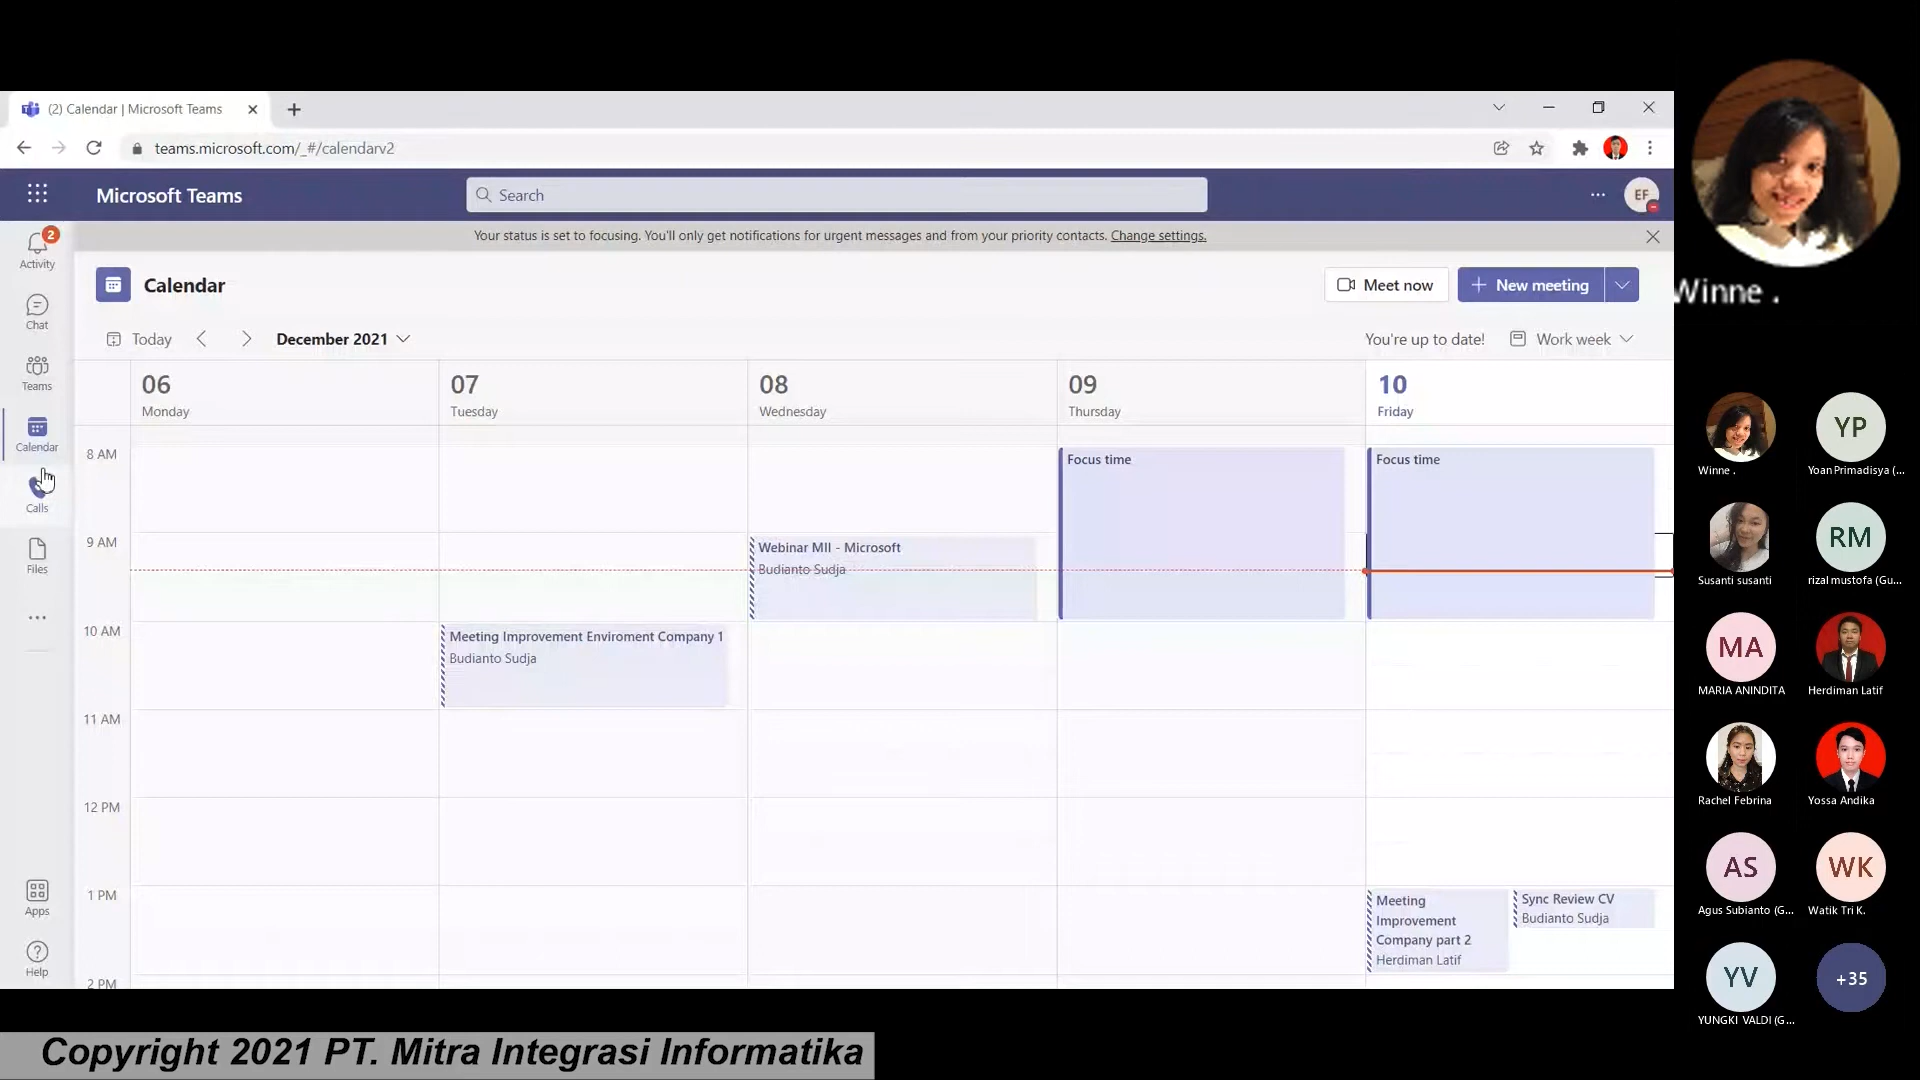 (2) Calendar | Microsoft Teams
teams.microsoft.com/_#/calendarv2
Microsoft Teams
Search
EF
Your status is set to focusing. You'll only get notifications for urgent messages and from your priority contacts. Change settings.
2
Activity
Chat
Teams
Calendar
Calls
Files
Apps
Help
Calendar
Meet now
New meeting
Today
December 2021
You're up to date!
Work week
06
Monday
07
Tuesday
08
Wednesday
09
Thursday
10
Friday
8 AM
9 AM
10 AM
11 AM
12 PM
1 PM
2 PM
Meeting Improvement Enviroment Company 1
Budianto Sudja
Webinar MII - Microsoft
Budianto Sudja
Focus time
Focus time
Meeting
Improvement
Company part 2
Herdiman Latif
Sync Review CV
Budianto Sudja
Winne .
Winne .
YP
Yoan Primadisya (...
Susanti susanti
RM
rizal mustofa (Gu...
MA
MARIA ANINDITA
Herdiman Latif
Rachel Febrina
Yossa Andika
AS
Agus Subianto (G...
WK
Watik Tri K.
YV
YUNGKI VALDI (G...
+35
Copyright 2021 PT. Mitra Integrasi Informatika